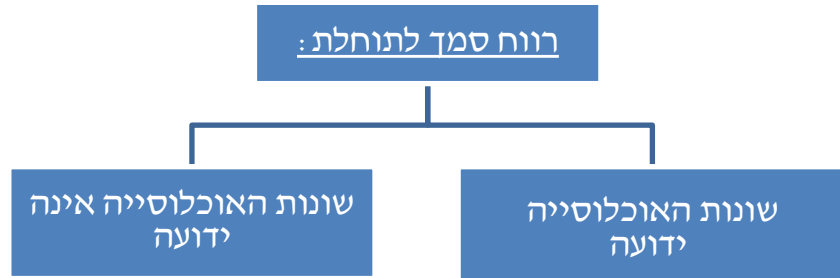 רווח סמך לתוחלת :
שונות האוכלוסייה
ידועה
שונות האוכלוסייה אינה
ידועה